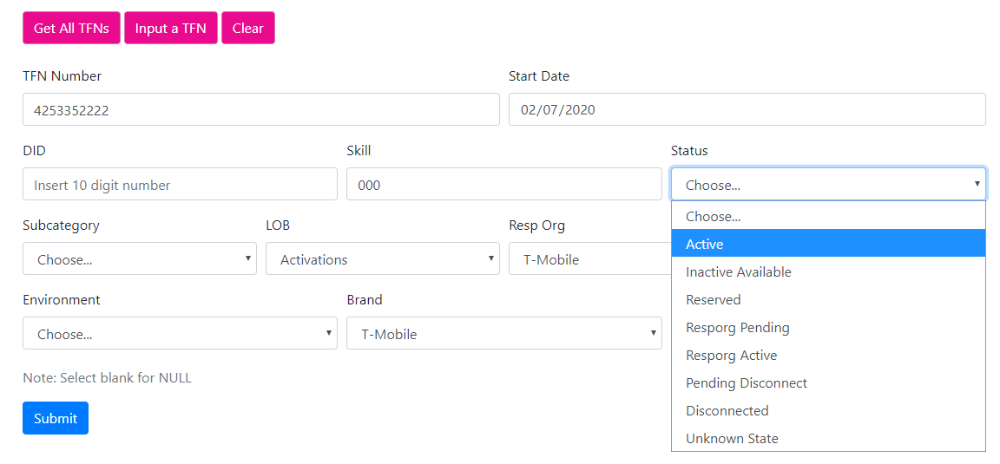 Get All TFNs Input a TFN Clear
TFN Number Start Date
4253352222 02/07/2020
DID Skill Status
Insert 10 digit number 000 Choose...
Choose...
Subcategory LOB Resp Org
Active
Choose... Activations T-Mobile
Inactive Available
Environment Brand
Reserved
Choose... T-Mobile
Resporg Pending
Resporg Active
Note: Select blank for NULL
Pending Disconnect
Submit
Disconnected
Unknown State